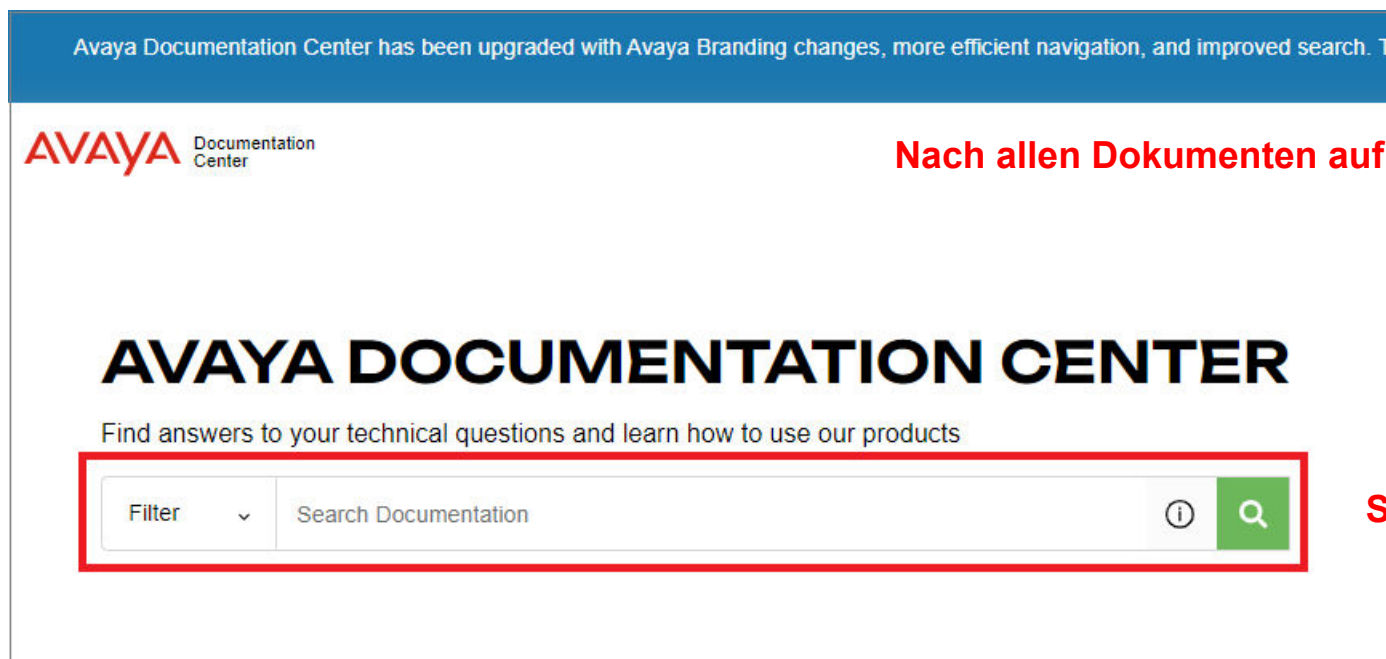 Avaya Documentation Center has been upgraded with Avaya Branding changes, more efficient navigation, and improved search. T
AVAYA Documentation
Center
Nach allen Dokumenten auf
AVAYA DOCUMENTATION CENTER
Find answers to your technical questions and learn how to use our products
Filter Search Documentation
S